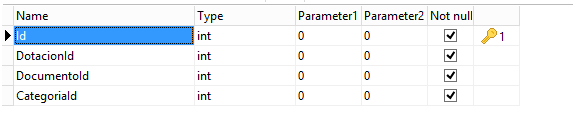 Name Type Parameter1 Parameter2 Not null
Id int 0 0 1
DotacionId int 0 0
DocumentoId int 0 0
CategoriaId int 0 0